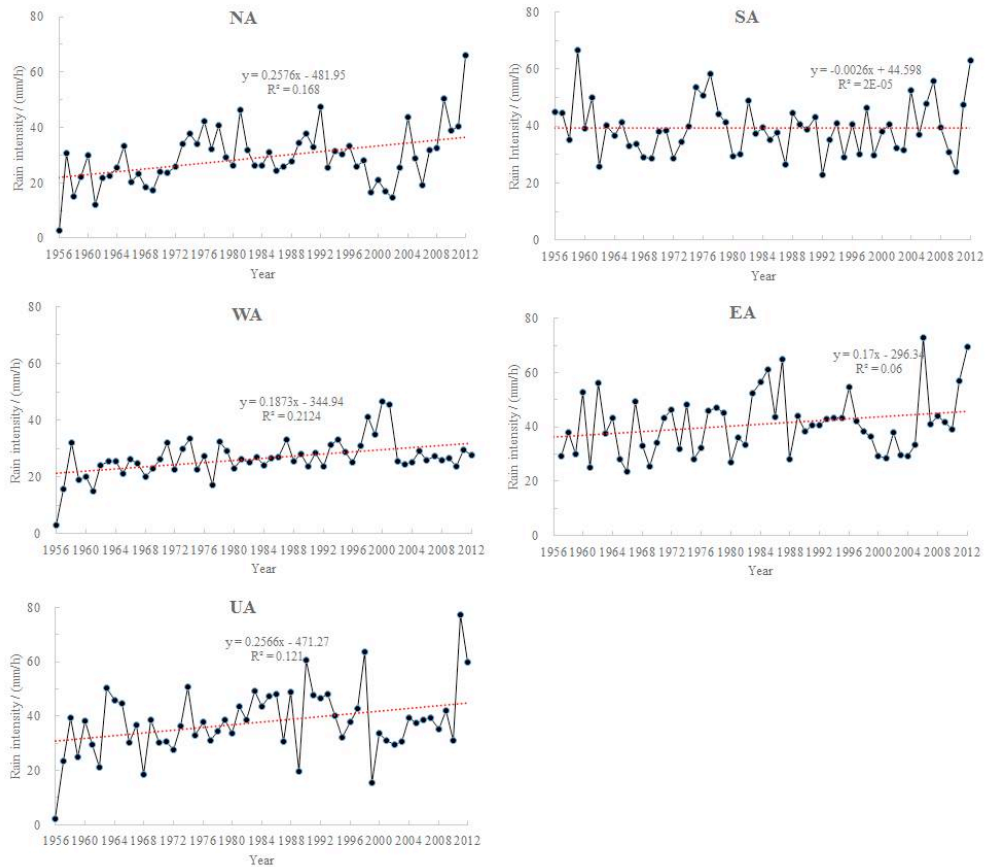 NA
y = 0.2576x - 481.95
R² = 0.168
Rain intensity / (mm/h)
80
60
40
20
0
1956 1960 1964 1968 1972 1976 1980 1984 1988 1992 1996 2000 2004 2008 2012
Year
SA
y = -0.0026x + 44.598
R² = 2E-05
Rain Intensity / (mm/h)
80
60
40
20
0
1956 1960 1964 1968 1972 1976 1980 1984 1988 1992 1996 2000 2004 2008 2012
Year
WA
y = 0.1873x - 344.94
R² = 0.2124
Rain intensity / (mm/h)
80
60
40
20
0
1956 1960 1964 1968 1972 1976 1980 1984 1988 1992 1996 2000 2004 2008 2012
Year
EA
y = 0.17x - 296.34
R² = 0.06
Rain intensity / (mm/h)
80
60
40
20
0
1956 1960 1964 1968 1972 1976 1980 1984 1988 1992 1996 2000 2004 2008 2012
Year
UA
y = 0.2566x - 471.27
R² = 0.121
Rain intensity / (mm/h)
80
60
40
20
0
1956 1960 1964 1968 1972 1976 1980 1984 1988 1992 1996 2000 2004 2008 2012
Year